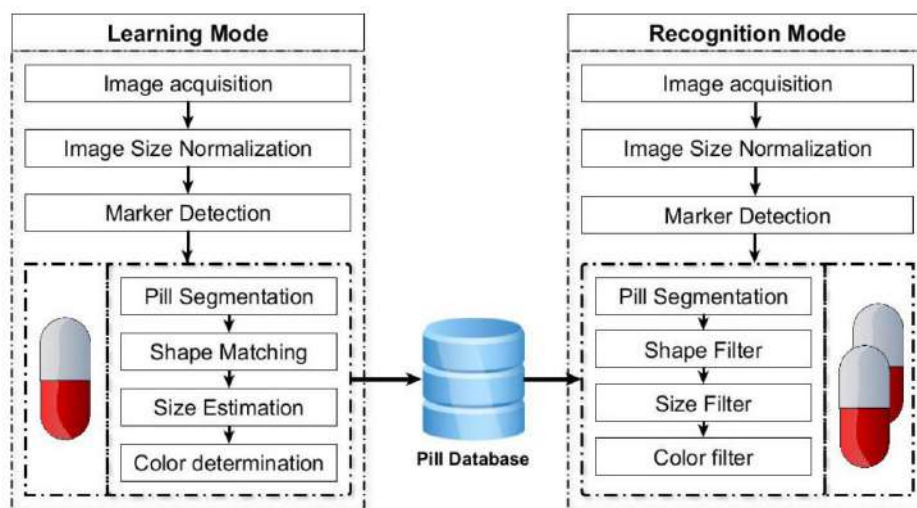 Learning Mode
Image acquisition
Image Size Normalization
Marker Detection
Pill Segmentation
Shape Matching
Size Estimation
Color determination
Pill Database
Recognition Mode
Image acquisition
Image Size Normalization
Marker Detection
Pill Segmentation
Shape Filter
Size Filter
Color filter